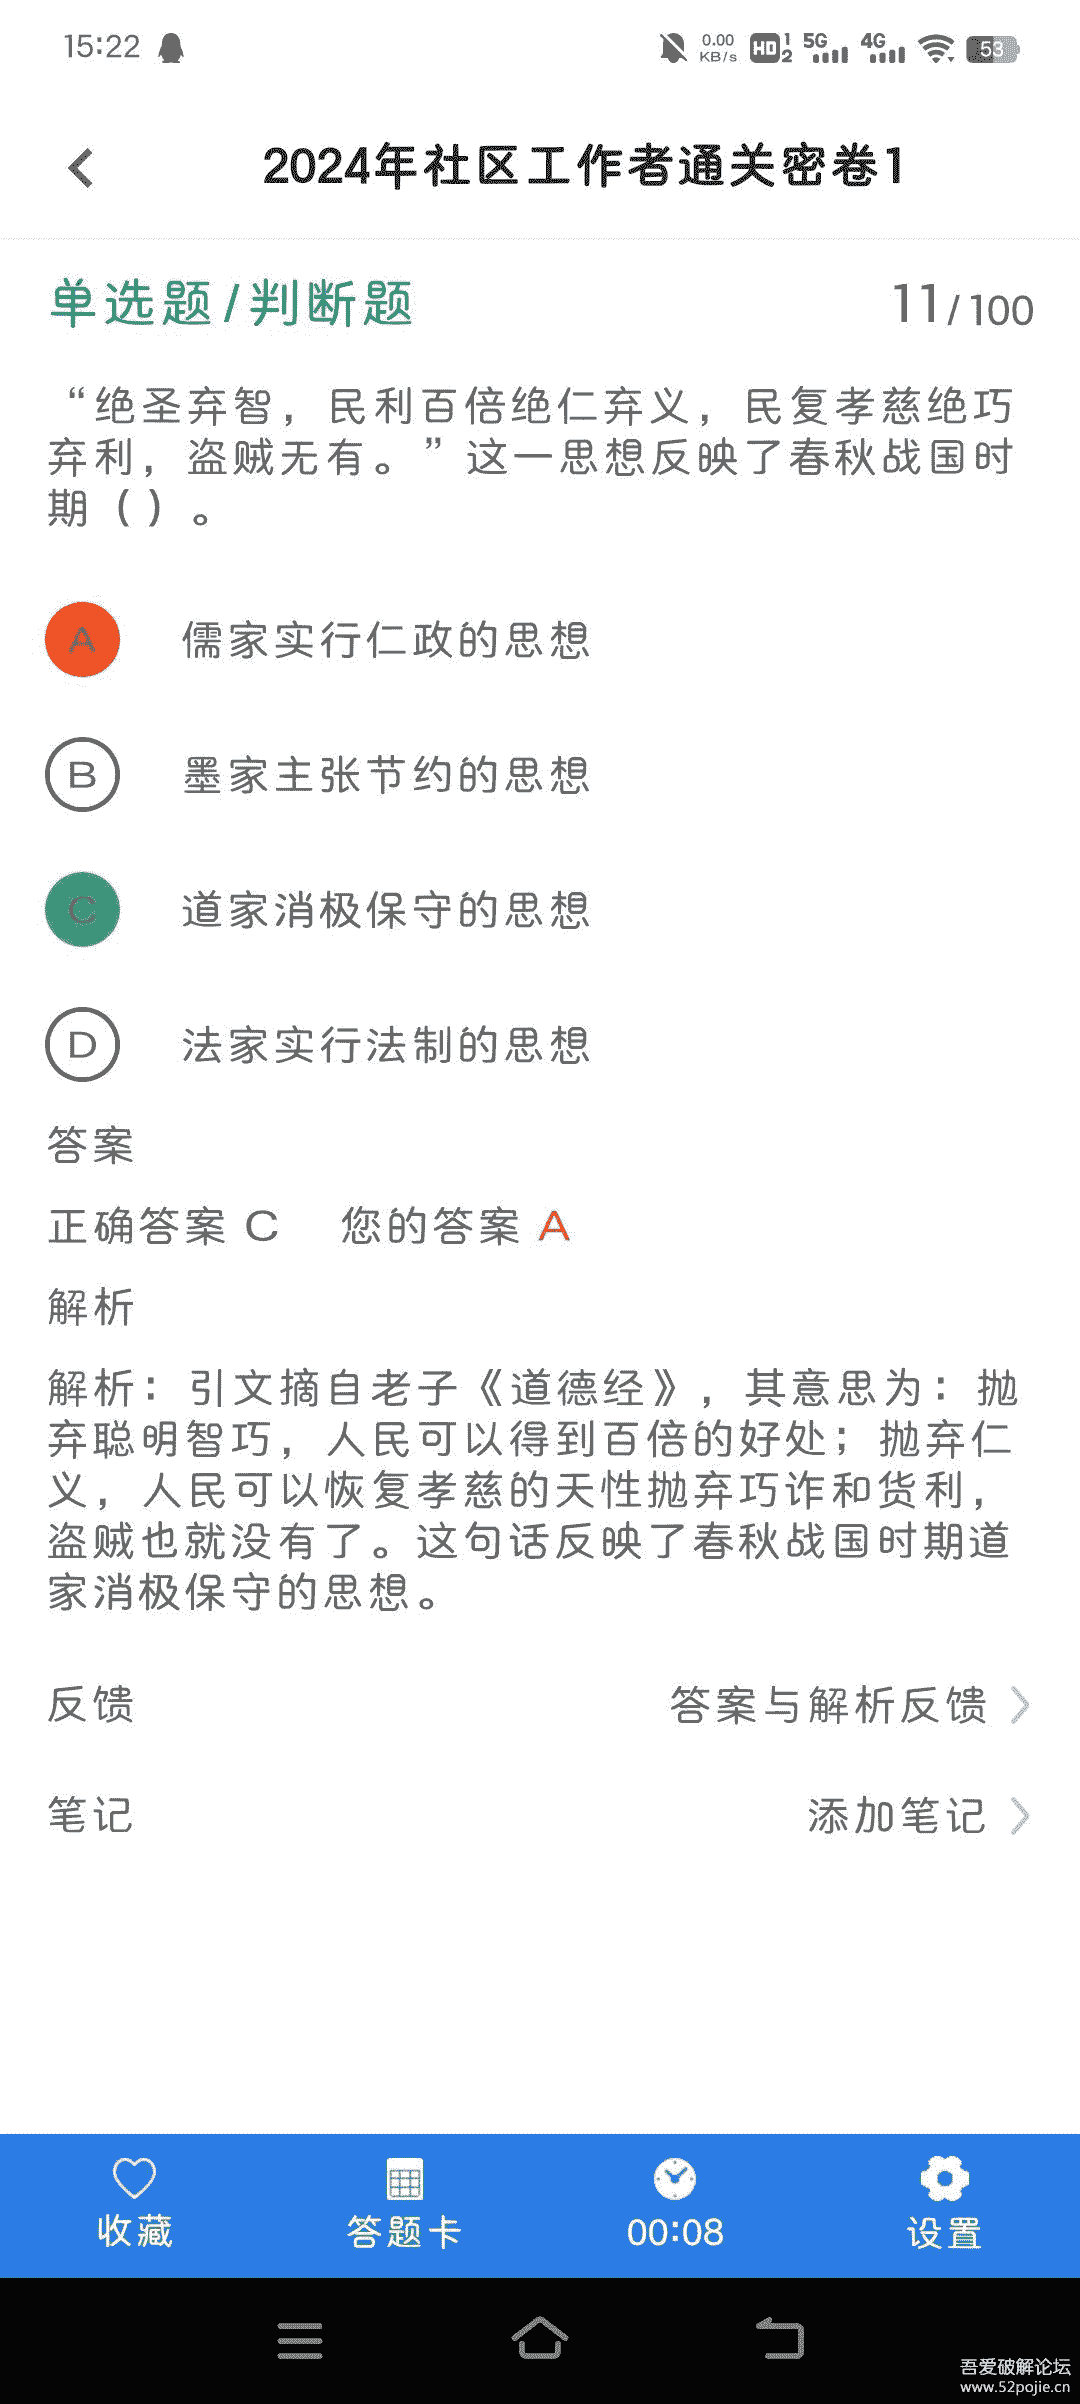 15:22
0.00
KB/s
HD 1 2
5G
4G
53
2024年社区工作者通关密卷1
单选题/判断题
11/100
“绝圣弃智，民利百倍绝仁弃义，民复孝慈绝巧
弃利，盗贼无有。”这一思想反映了春秋战国时
期（）。
A 儒家实行仁政的思想
B 墨家主张节约的思想
C 道家消极保守的思想
D 法家实行法制的思想
答案
正确答案 C 您的答案 A
解析
解析：引文摘自老子《道德经》，其意思为：抛
弃聪明智巧，人民可以得到百倍的好处；抛弃仁
义，人民可以恢复孝慈的天性抛弃巧诈和货利，
盗贼也就没有了。这句话反映了春秋战国时期道
家消极保守的思想。
反馈
答案与解析反馈
笔记
添加笔记
收藏
答题卡
00:08
设置
吾爱破解论坛
www.52pojie.cn